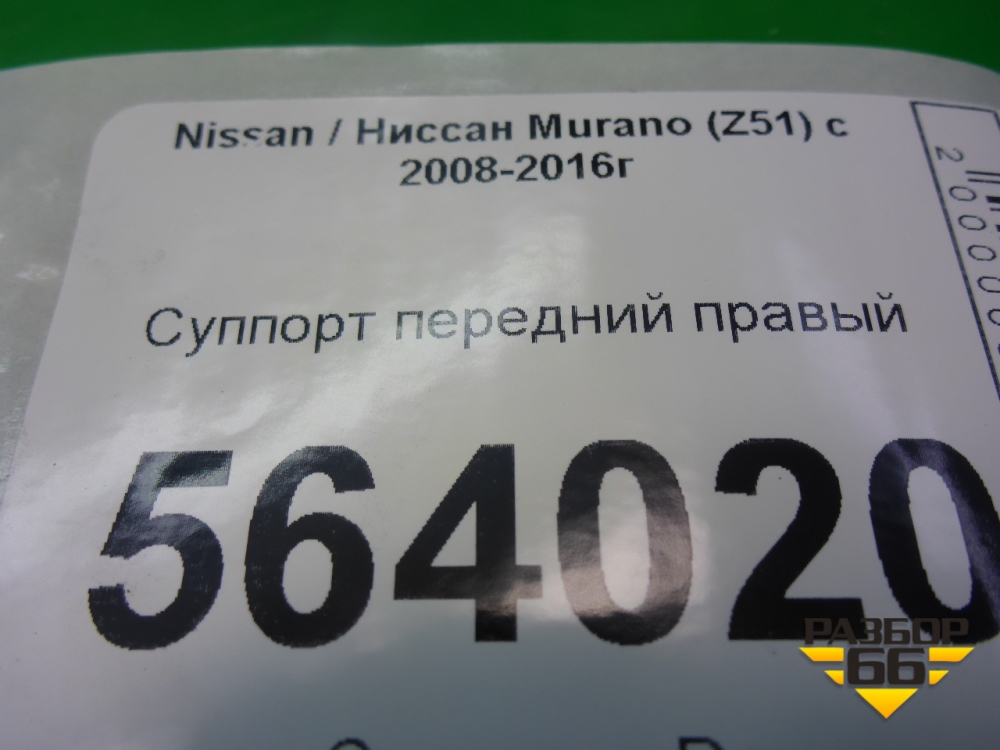 Nissan / Ниссан Murano (Z51) с
2008-2016г
Суппорт передний правый
564020
РАЗБОР
66